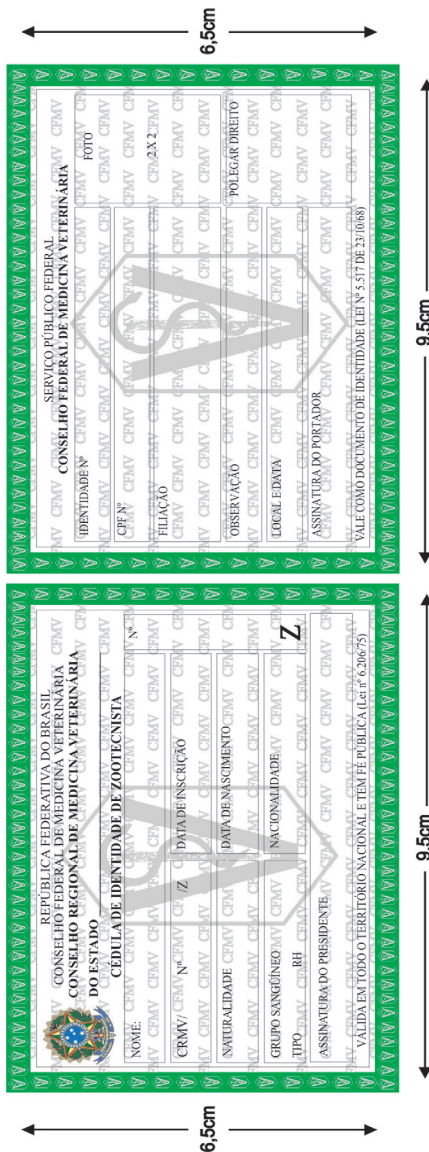 REPÚBLICA FEDERATIVA DO BRASIL
CONSELHO FEDERAL DE MEDICINA VETERINÁRIA
CONSELHO REGIONAL DE MEDICINA VETERINÁRIA
DO ESTADO
CÉDULA DE IDENTIDADE DE ZOOTECNISTA
NOME:
Nº
CRMV/ Nº /Z
DATA DE INSCRIÇÃO
NATURALIDADE
DATA DE NASCIMENTO
GRUPO SANGÜÍNEO
NACIONALIDADE
TIPO RH
Z
ASSINATURA DO PRESIDENTE
VÁLIDA EM TODO O TERRITÓRIO NACIONAL E TEM FÉ PÚBLICA (Lei nº 6.206/75)
6,5cm
9,5cm
SERVIÇO PÚBLICO FEDERAL
CONSELHO FEDERAL DE MEDICINA VETERINÁRIA
IDENTIDADE Nº
FOTO
CPF Nº
2 X 2
FILIAÇÃO
OBSERVAÇÃO
POLEGAR DIREITO
LOCAL E DATA
ASSINATURA DO PORTADOR
VALE COMO DOCUMENTO DE IDENTIDADE (LEI Nº 5.517 DE 23/10/68)
6,5cm
9,5cm